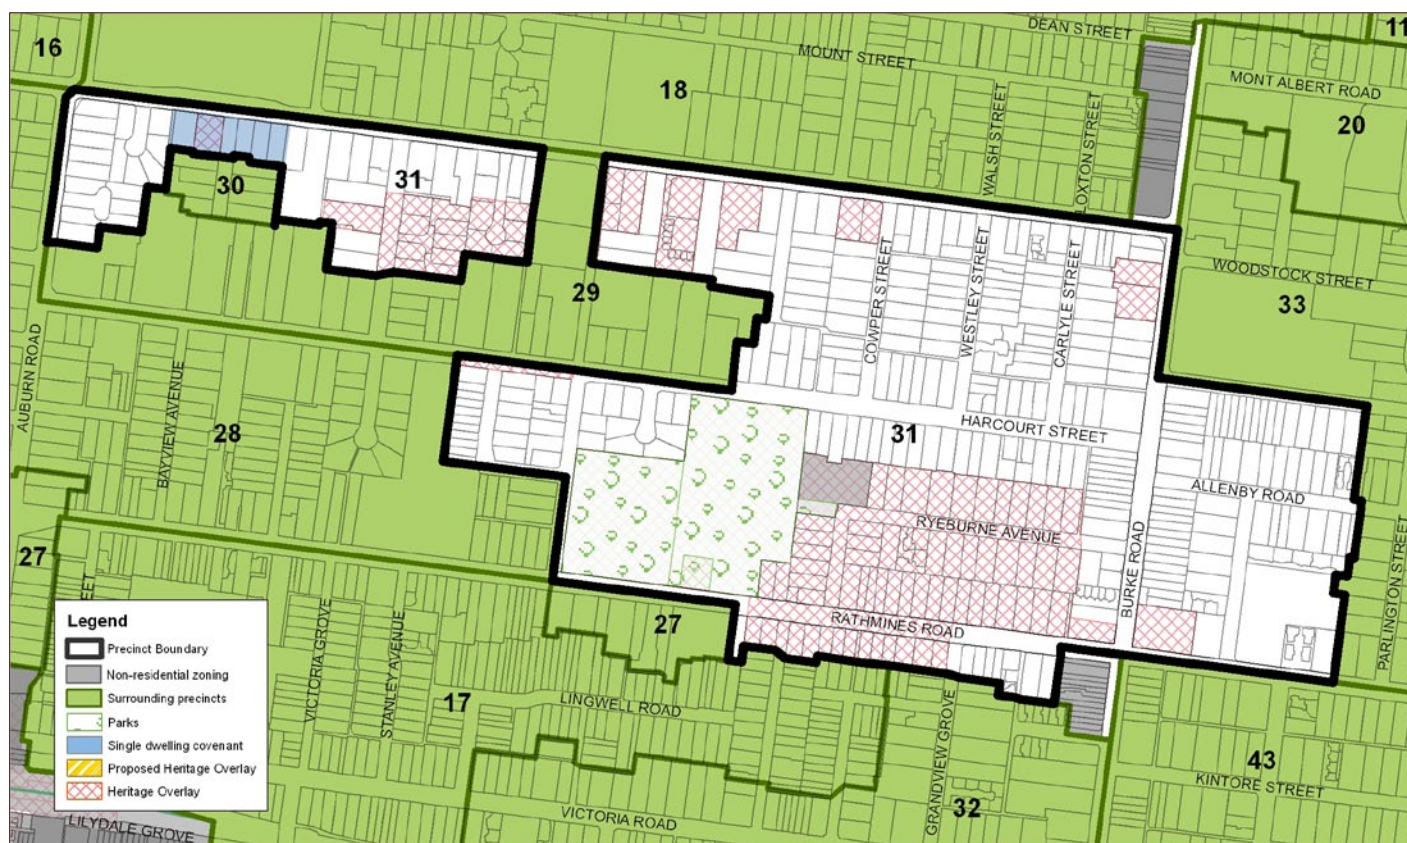 DEAN STREET
11
16
MOUNT STREET
MONT ALBERT ROAD
18
WALSH STREET
LOXTON STREET
20
30
31
COWPER STREET
WESTLEY STREET
CARLYLE STREET
WOODSTOCK STREET
29
33
AUBURN ROAD
BAYVIEW AVENUE
28
31
HARCOURT STREET
ALLENBY ROAD
RYEBURNE AVENUE
BURKE ROAD
PARLINGTON STREET
27
STREET
VICTORIA GROVE
STANLEY AVENUE
27
RATHMINES ROAD
17
LINGWELL ROAD
GRANDVIEW GROVE
43
KINTORE STREET
32
VICTORIA ROAD
LILYDALE GROVE
Legend
Precinct Boundary
Non-residential zoning
Surrounding precincts
Parks
Single dwelling covenant
Proposed Heritage Overlay
Heritage Overlay